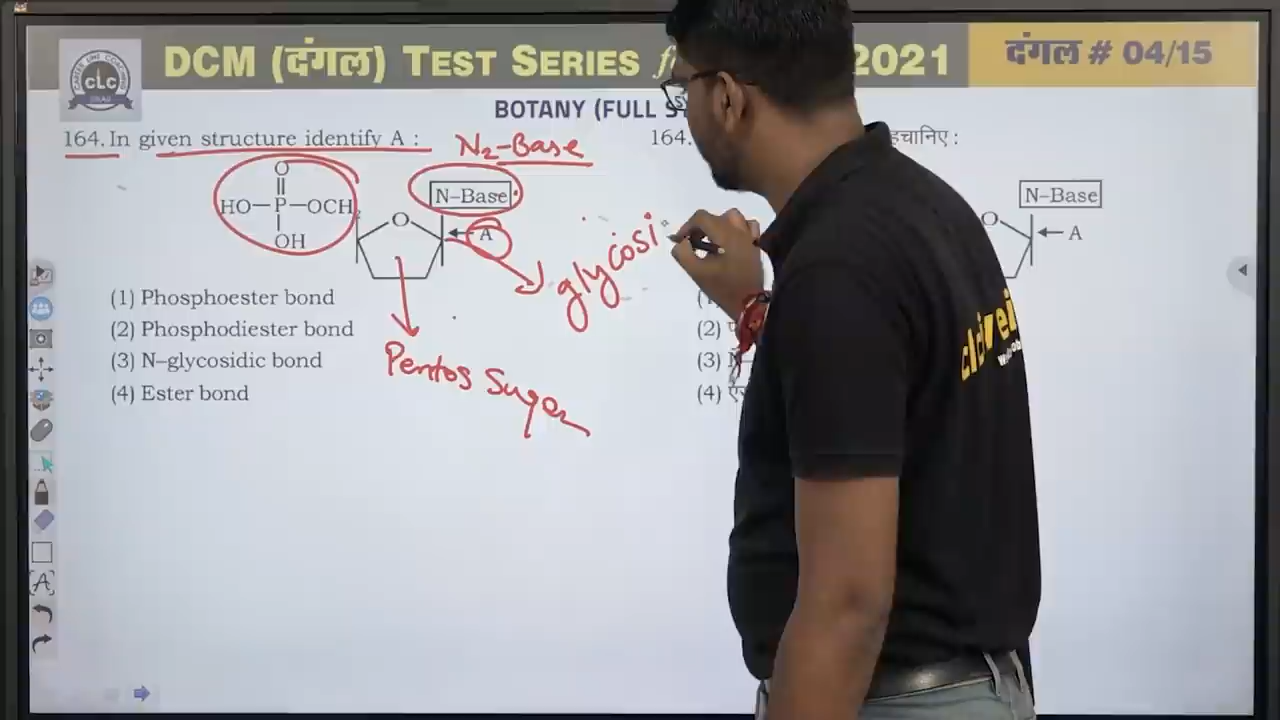 DCM (दंगल) TEST SERIES f 2021
दंगल # 04/15
CLC
BOTANY (FULL S
164. In given structure identify A :
N₂-Base
164.
हचानिए :
O
HO—P—OCH₂
OH
O
N–Base
A
glycosi
N–Base
O
A
(1) Phosphoester bond
(2) Phosphodiester bond
(2)
(3) N–glycosidic bond
(3)
(4) Ester bond
(4)
Pentos Suger